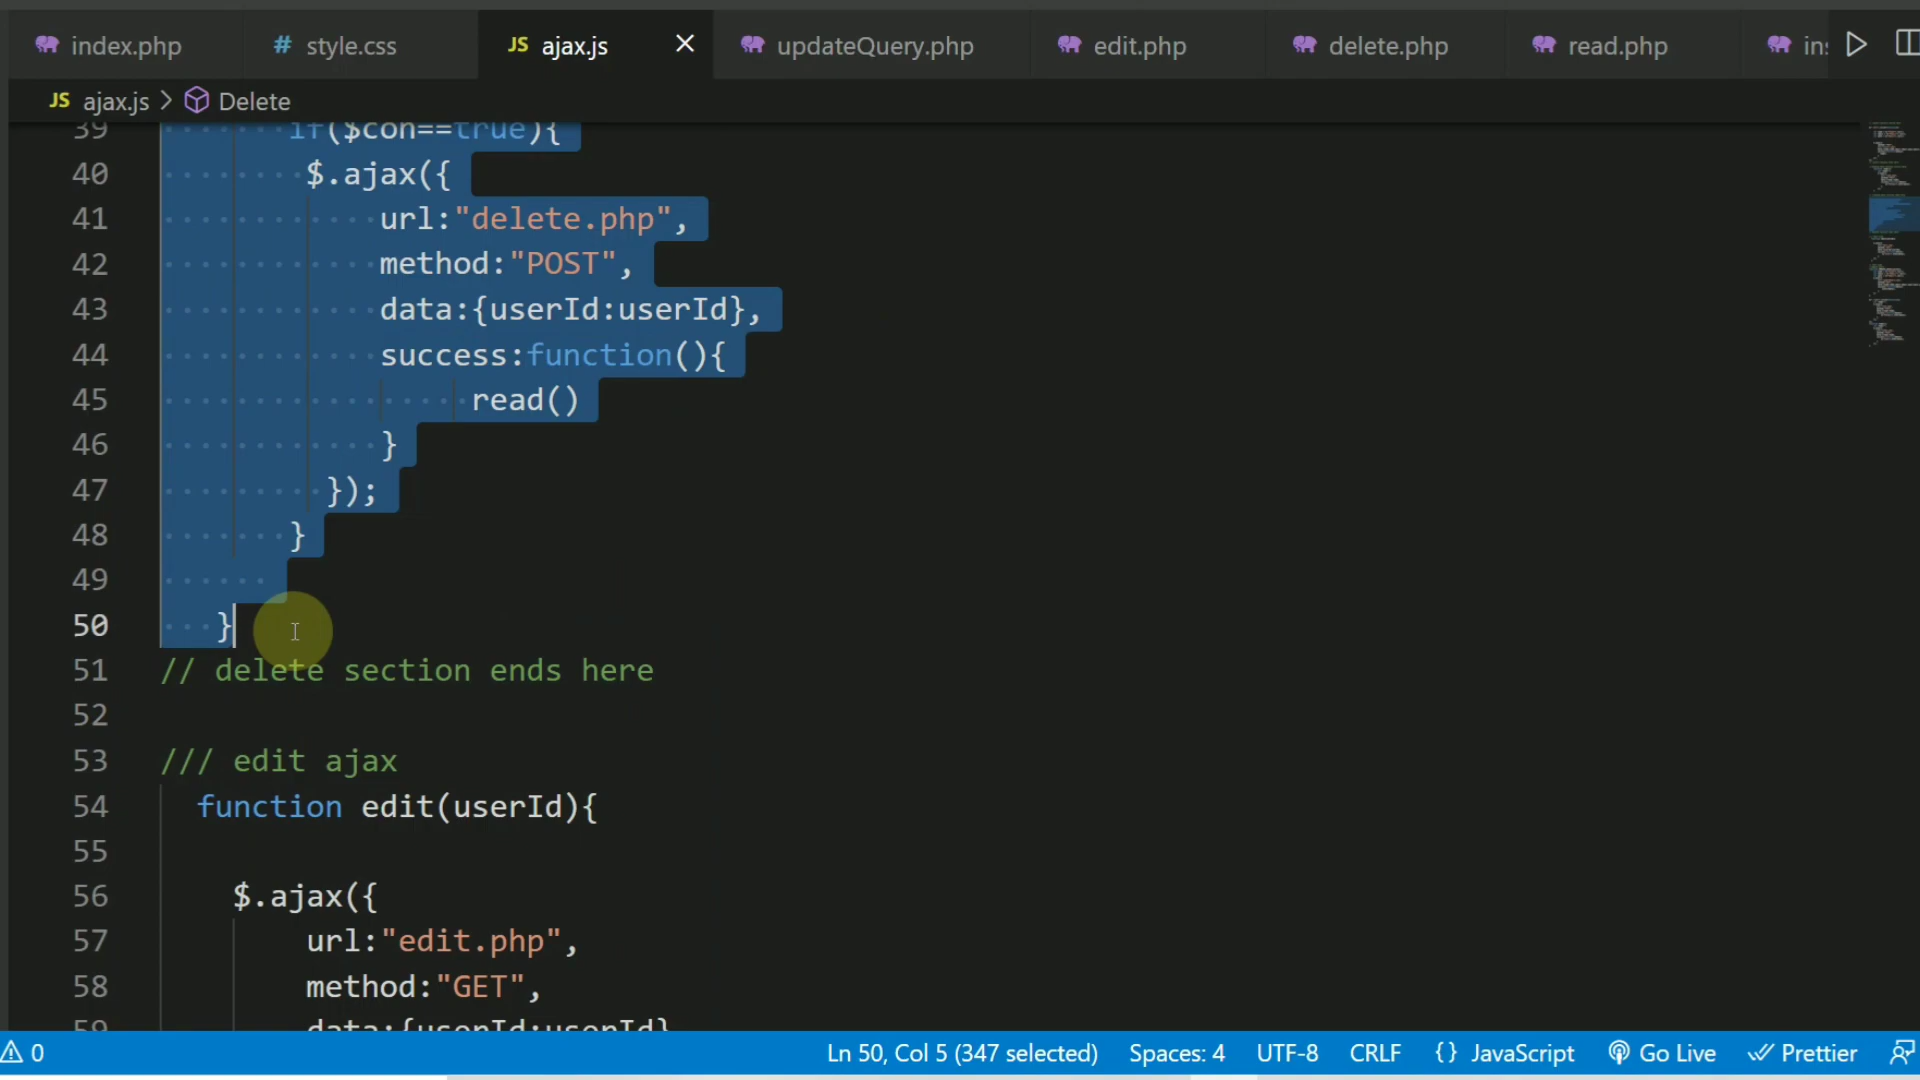 index.php
# style.css
JS ajax.js
updateQuery.php
edit.php
delete.php
read.php
JS ajax.js > Delete
39 if($con==true){
40 $.ajax({
41 url:"delete.php",
42 method:"POST",
43 data:{userId:userId},
44 success:function(){
45 read()
46 }
47 });
48 }
49
50 }
51 // delete section ends here
52
53 /// edit ajax
54 function edit(userId){
55
56 $.ajax({
57 url:"edit.php",
58 method:"GET",
59 data:{userId:userId}
0
Ln 50, Col 5 (347 selected)
Spaces: 4
UTF-8
CRLF
{} JavaScript
Go Live
Prettier